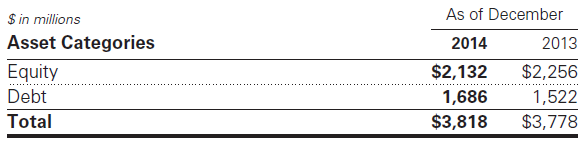 $ in millions As of December
Asset Categories 2014 2013
Equity $2,132 $2,256
Debt 1,686 1,522
Total $3,818 $3,778